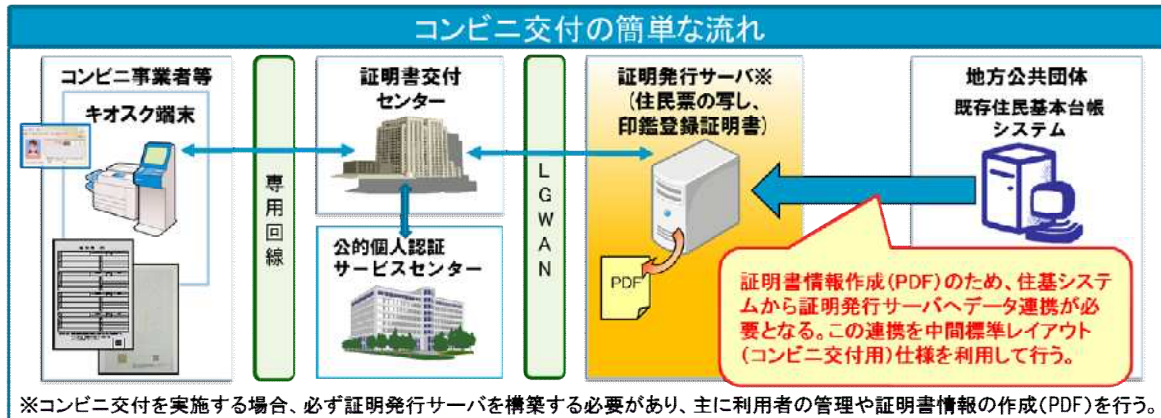 コンビニ交付の簡単な流れ
コンビニ事業者等
キオスク端末
専用回線
証明書交付
センター
公的個人認証
サービスセンター
LGWAN
証明発行サーバ※
(住民票の写し、
印鑑登録証明書)
PDF
地方公共団体
既存住民基本台帳
システム
証明書情報作成(PDF)のため、住基システ
ムから証明発行サーバへデータ連携が必
要となる。この連携を中間標準レイアウト
(コンビニ交付用)仕様を利用して行う。
※コンビニ交付を実施する場合、必ず証明発行サーバを構築する必要があり、主に利用者の管理や証明書情報の作成(PDF)を行う。